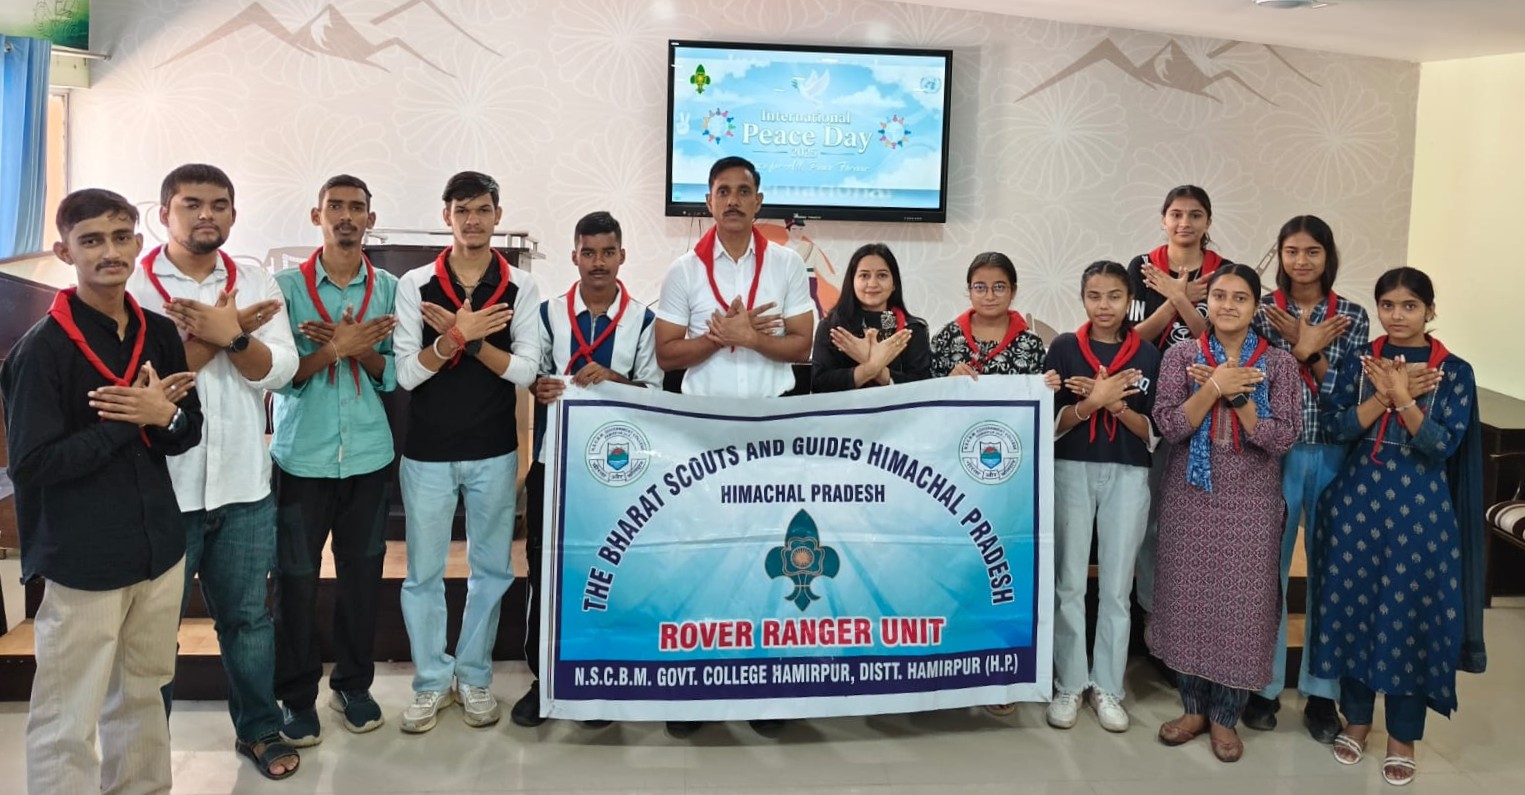 International
Peace Day
2025
THE BHARAT SCOUTS AND GUIDES HIMACHAL PRADESH
HIMACHAL PRADESH
ROVER RANGER UNIT
N.S.C.B.M. GOVT. COLLEGE HAMIRPUR, DISTT. HAMIRPUR (H.P.)